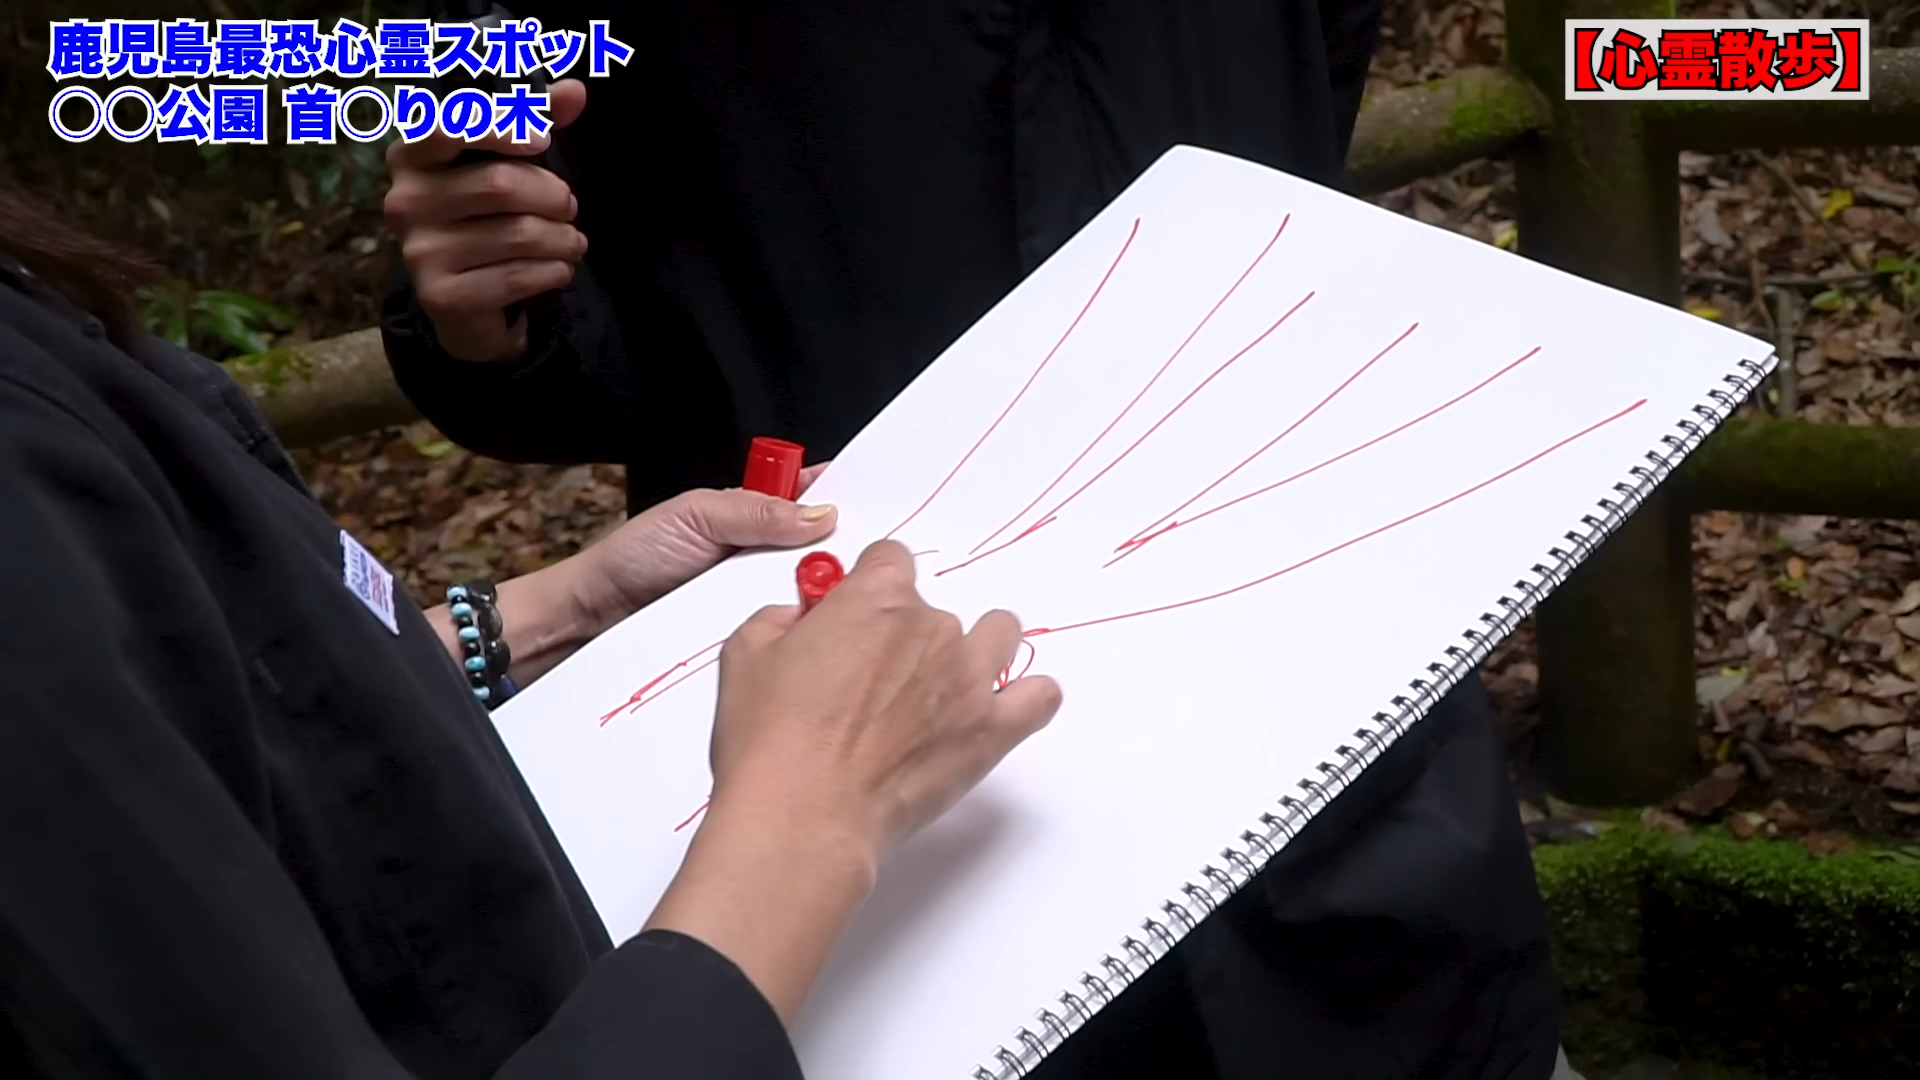 鹿児島最恐心霊スポット
○○公園 首○りの木
【心霊散歩】